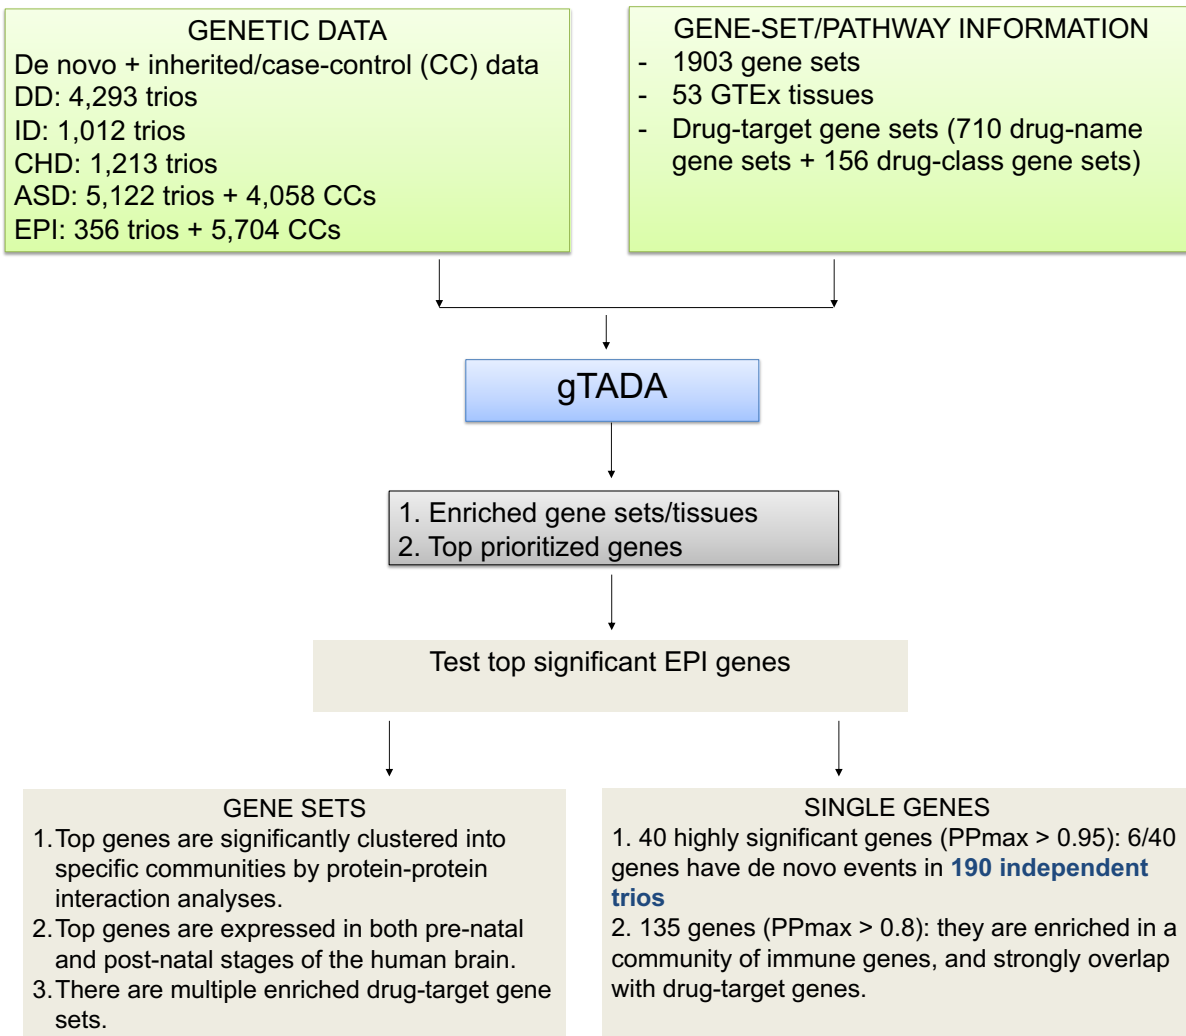 GENETIC DATA
De novo + inherited/case-control (CC) data
DD: 4,293 trios
ID: 1,012 trios
CHD: 1,213 trios
ASD: 5,122 trios + 4,058 CCs
EPI: 356 trios + 5,704 CCs
GENE-SET/PATHWAY INFORMATION
- 1903 gene sets
- 53 GTEx tissues
- Drug-target gene sets (710 drug-name
gene sets + 156 drug-class gene sets)
gTADA
1. Enriched gene sets/tissues
2. Top prioritized genes
Test top significant EPI genes
GENE SETS
1. Top genes are significantly clustered into
specific communities by protein-protein
interaction analyses.
2. Top genes are expressed in both pre-natal
and post-natal stages of the human brain.
3. There are multiple enriched drug-target gene
sets.
SINGLE GENES
1. 40 highly significant genes (PPmax > 0.95): 6/40
genes have de novo events in 190 independent
trios
2. 135 genes (PPmax > 0.8): they are enriched in a
community of immune genes, and strongly overlap
with drug-target genes.